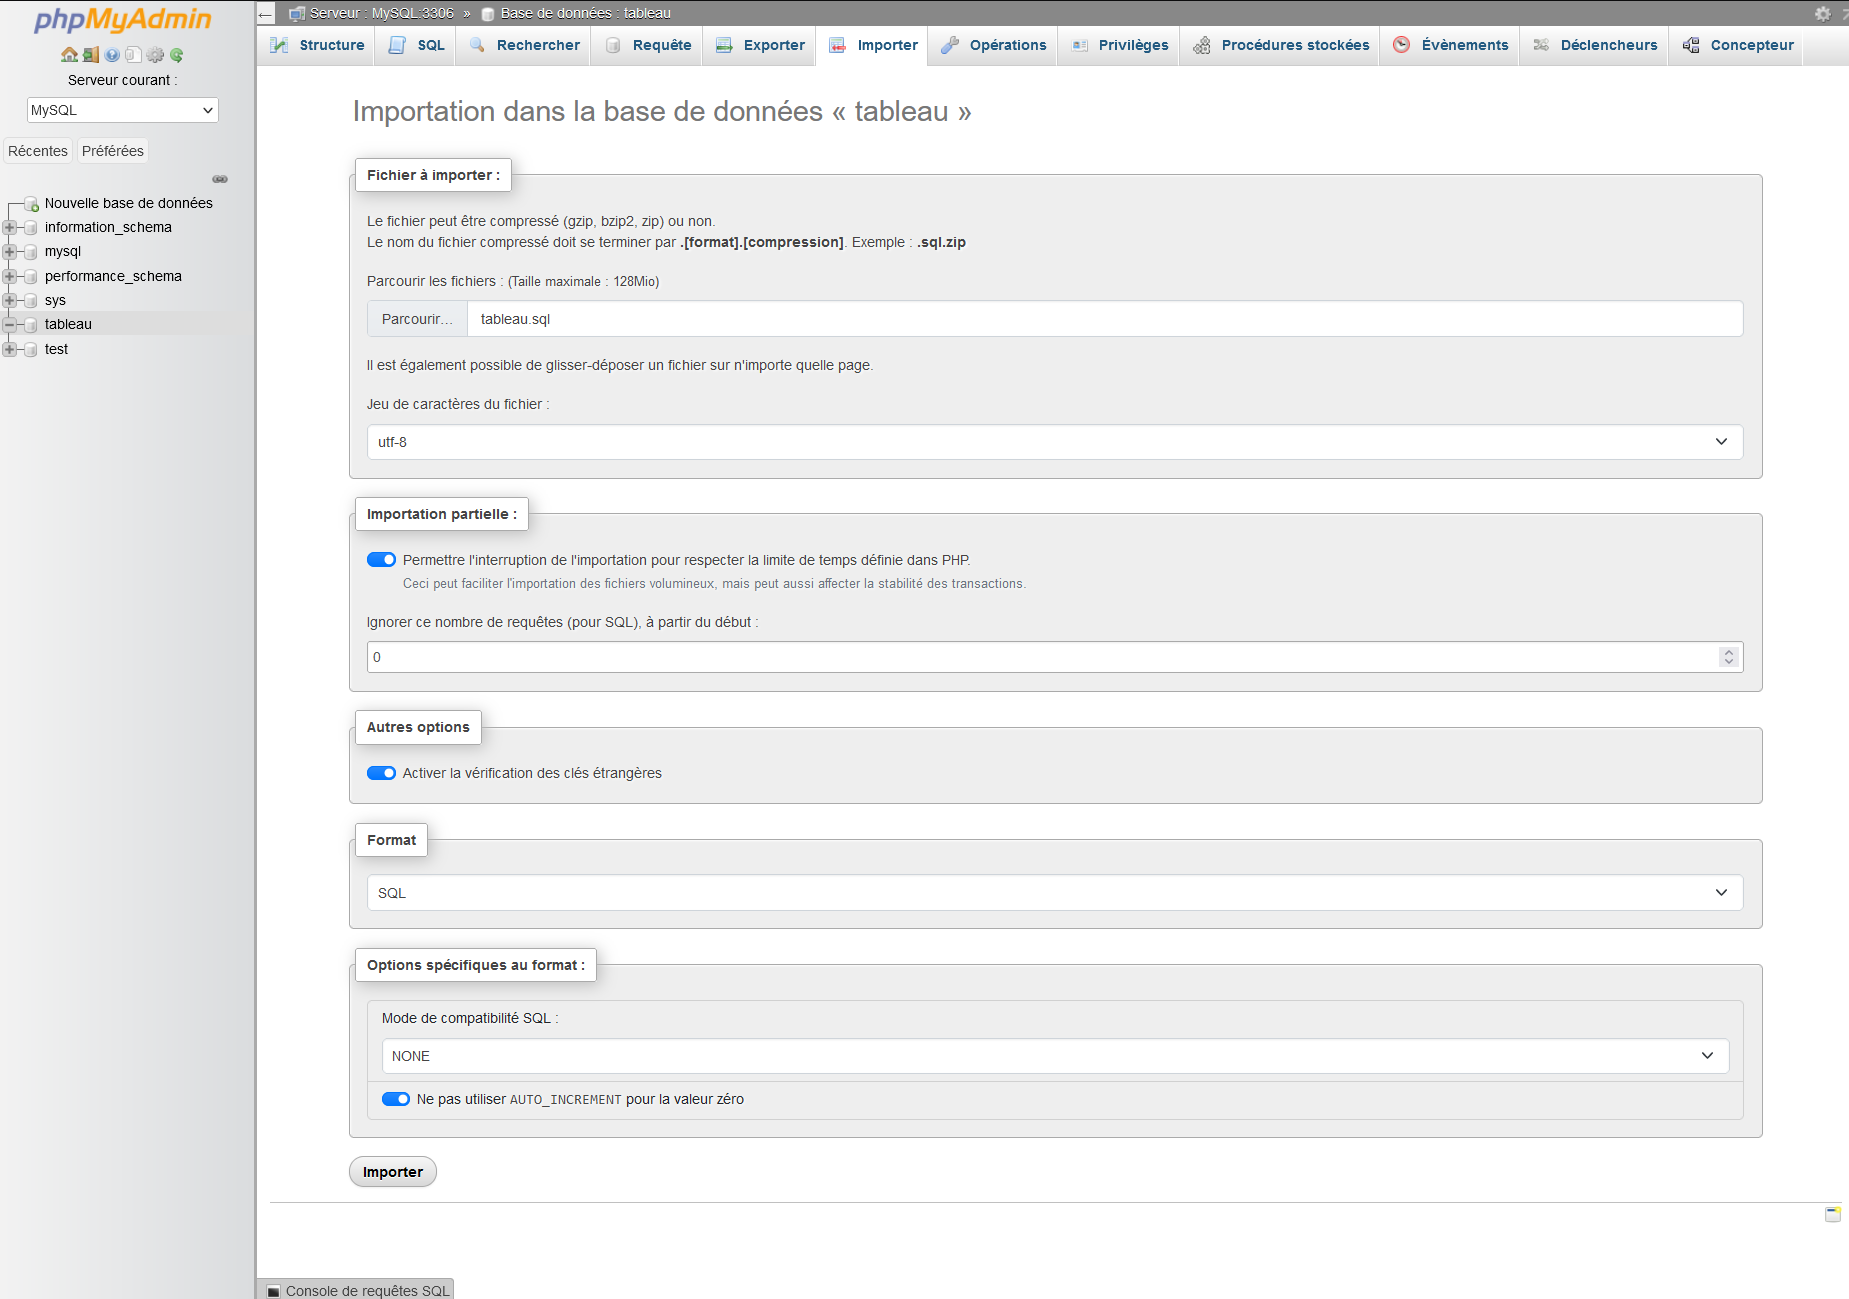 phpMyAdmin
Serveur courant :
MySQL
Récentes
Préférées
Nouvelle base de données
information_schema
mysql
performance_schema
sys
tableau
test
Serveur : MySQL:3306 » Base de données : tableau
Structure
SQL
Rechercher
Requête
Exporter
Importer
Opérations
Privilèges
Procédures stockées
Évènements
Déclencheurs
Concepteur
Importation dans la base de données « tableau »
Fichier à importer :
Le fichier peut être compressé (gzip, bzip2, zip) ou non.
Le nom du fichier compressé doit se terminer par .[format].[compression]. Exemple : .sql.zip
Parcourir les fichiers : (Taille maximale : 128Mio)
Parcourir... tableau.sql
Il est également possible de glisser-déposer un fichier sur n'importe quelle page.
Jeu de caractères du fichier :
utf-8
Importation partielle :
Permettre l'interruption de l'importation pour respecter la limite de temps définie dans PHP.
Ceci peut faciliter l'importation des fichiers volumineux, mais peut aussi affecter la stabilité des transactions.
Ignorer ce nombre de requêtes (pour SQL), à partir du début :
0
Autres options
Activer la vérification des clés étrangères
Format
SQL
Options spécifiques au format :
Mode de compatibilité SQL :
NONE
Ne pas utiliser AUTO_INCREMENT pour la valeur zéro
Importer
Console de requêtes SQL